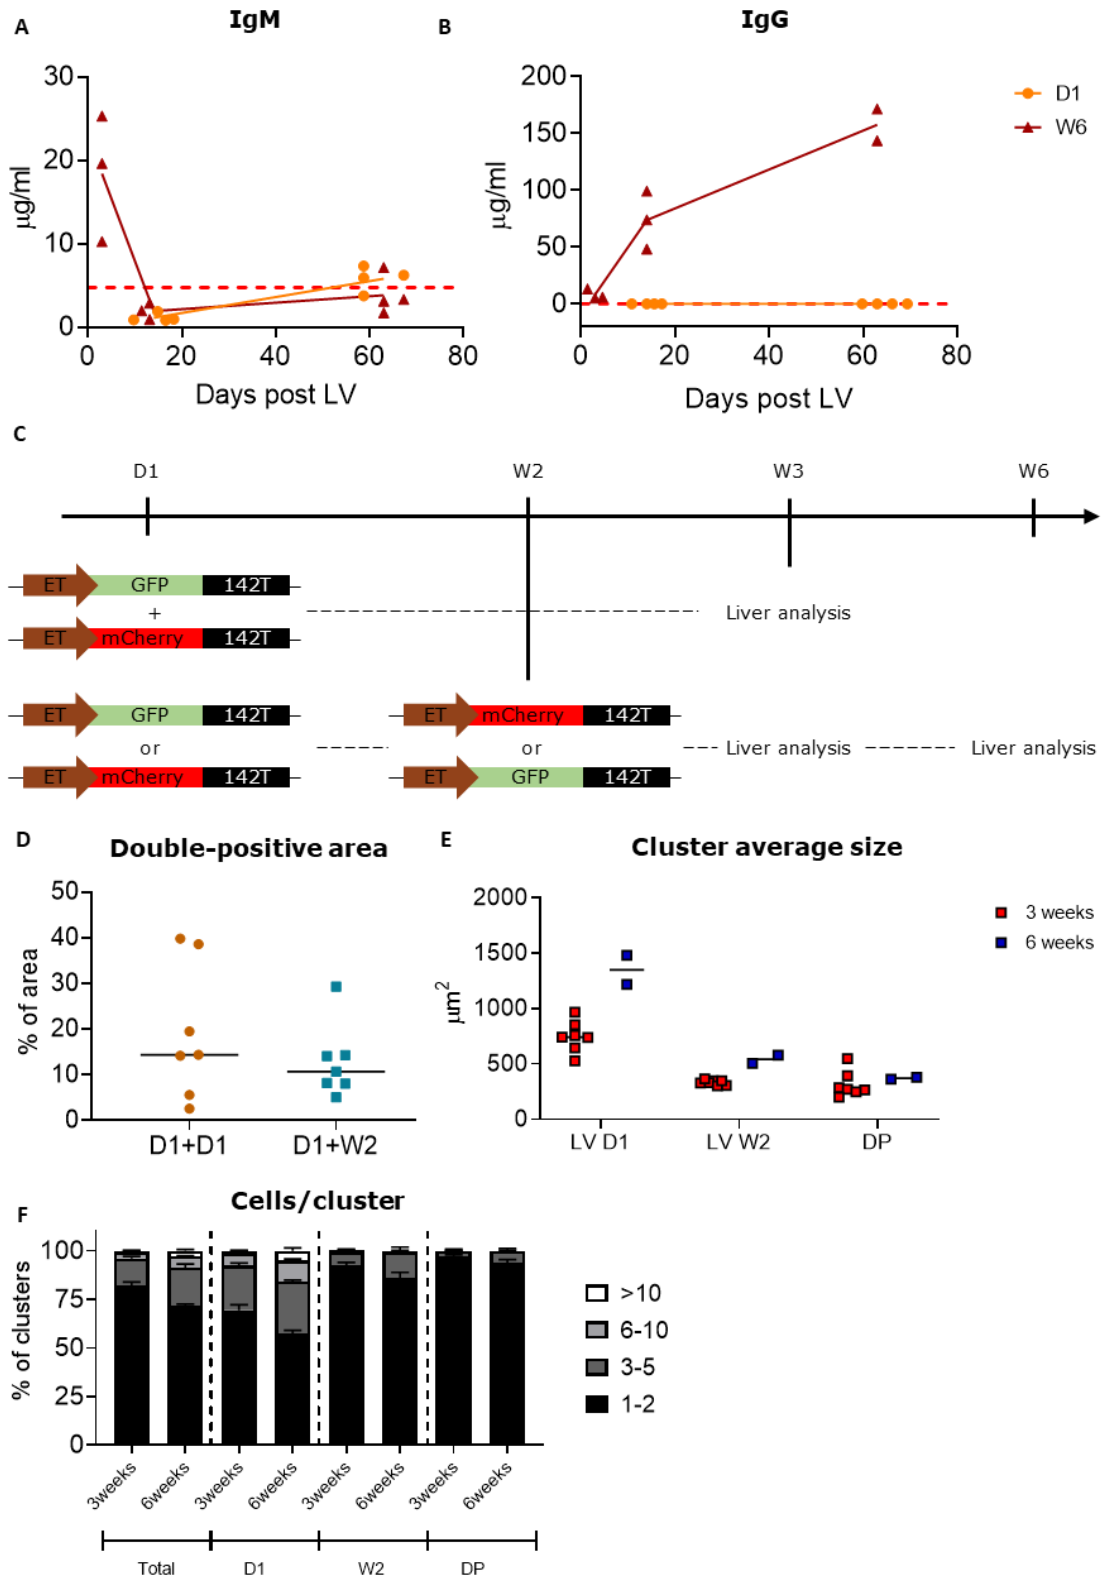 A
IgM
B
IgG
30
20
10
0
µg/ml
0 20 40 60 80
Days post LV
200
150
100
50
0
µg/ml
0 20 40 60 80
Days post LV
D1
W6
C
D1 W2 W3 W6
ET GFP 142T
+
ET mCherry 142T
Liver analysis
ET GFP 142T
or
ET mCherry 142T
ET mCherry 142T
or
ET GFP 142T
Liver analysis
Liver analysis
D
Double-positive area
50
40
30
20
10
0
% of area
D1+D1 D1+W2
E
Cluster average size
2000
1500
1000
500
0
µm²
LV D1 LV W2 DP
3 weeks
6 weeks
F
Cells/cluster
100
75
50
25
0
% of clusters
3weeks 6weeks 3weeks 6weeks 3weeks 6weeks 3weeks 6weeks
Total D1 W2 DP
>10
6-10
3-5
1-2